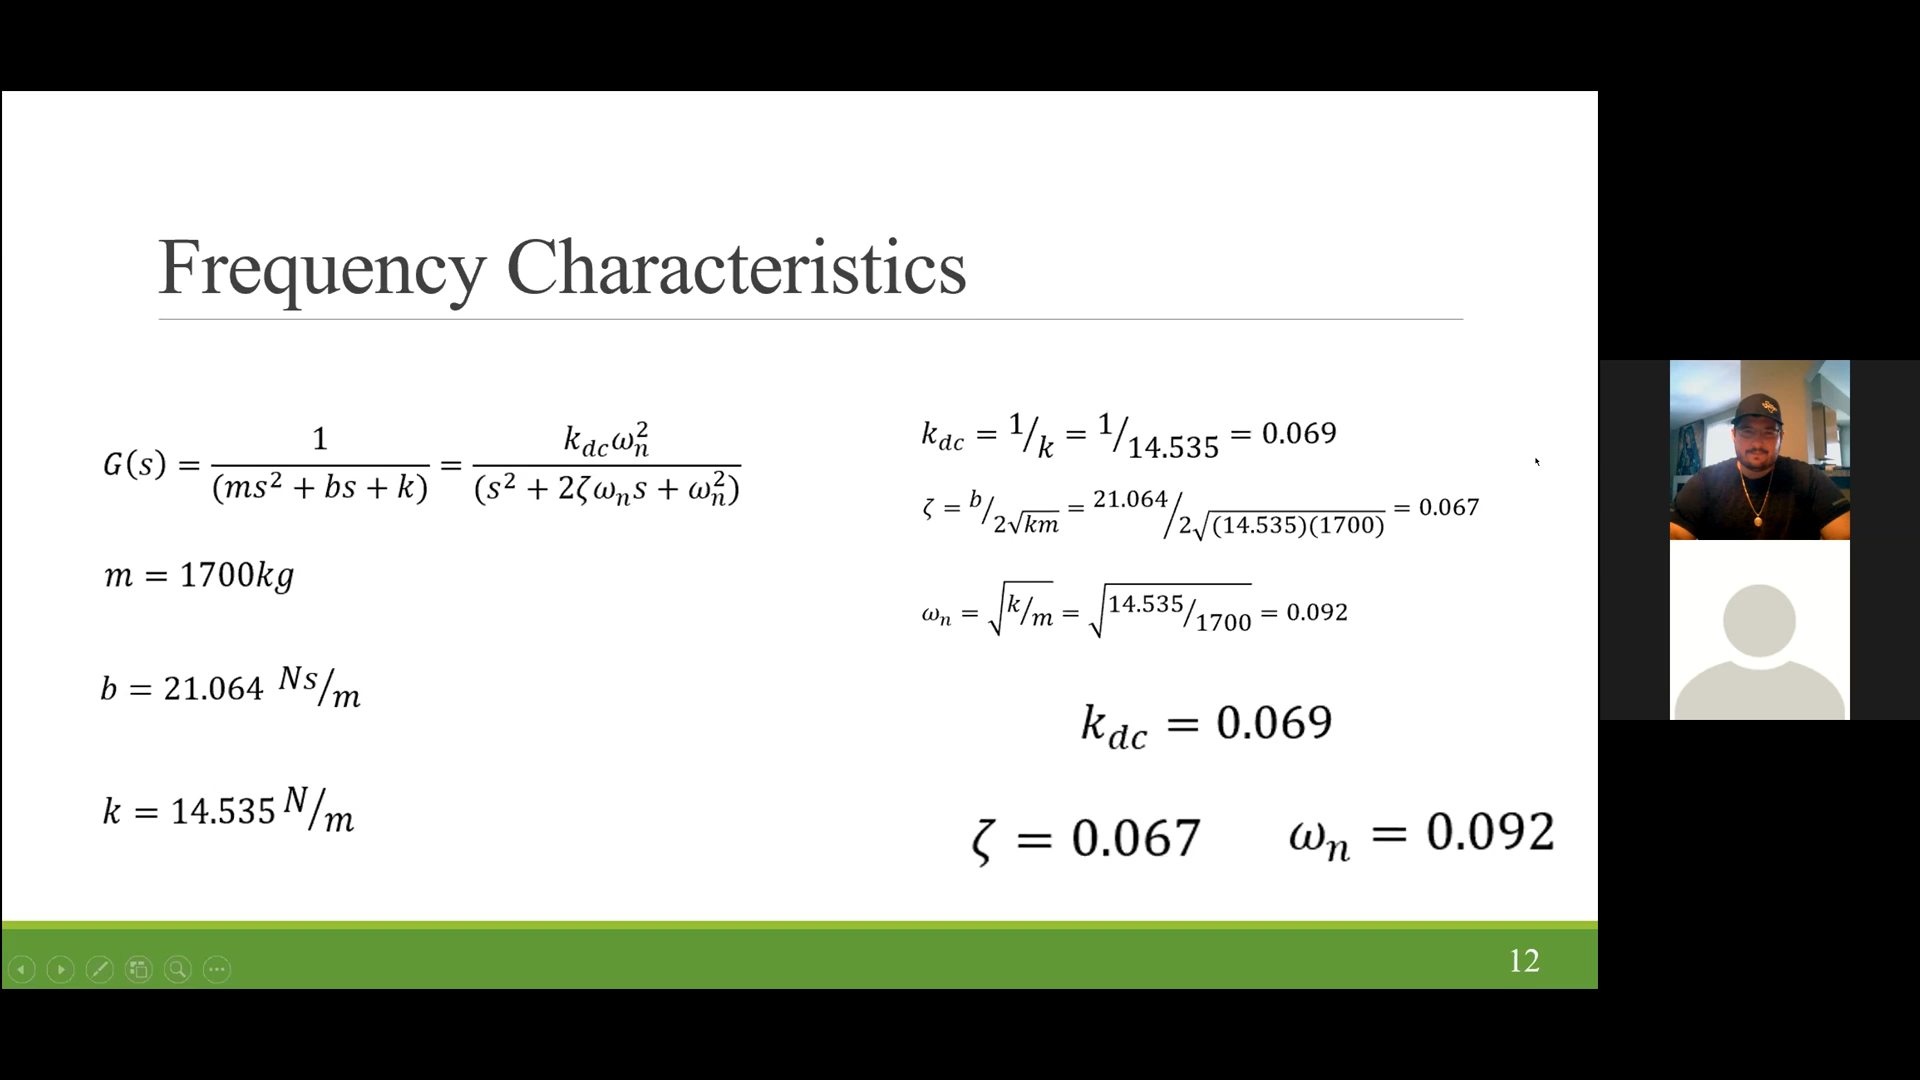 Frequency Characteristics
G(s) = 1/(ms² + bs + k) = k_dc ω_n²/(s² + 2ζω_n s + ω_n²)
m = 1700kg
b = 21.064 Ns/m
k = 14.535 N/m
k_dc = 1/k = 1/14.535 = 0.069
ζ = b/2√km = 21.064/2√(14.535)(1700) = 0.067
ω_n = √k/m = √14.535/1700 = 0.092
k_dc = 0.069
ζ = 0.067 ω_n = 0.092
12